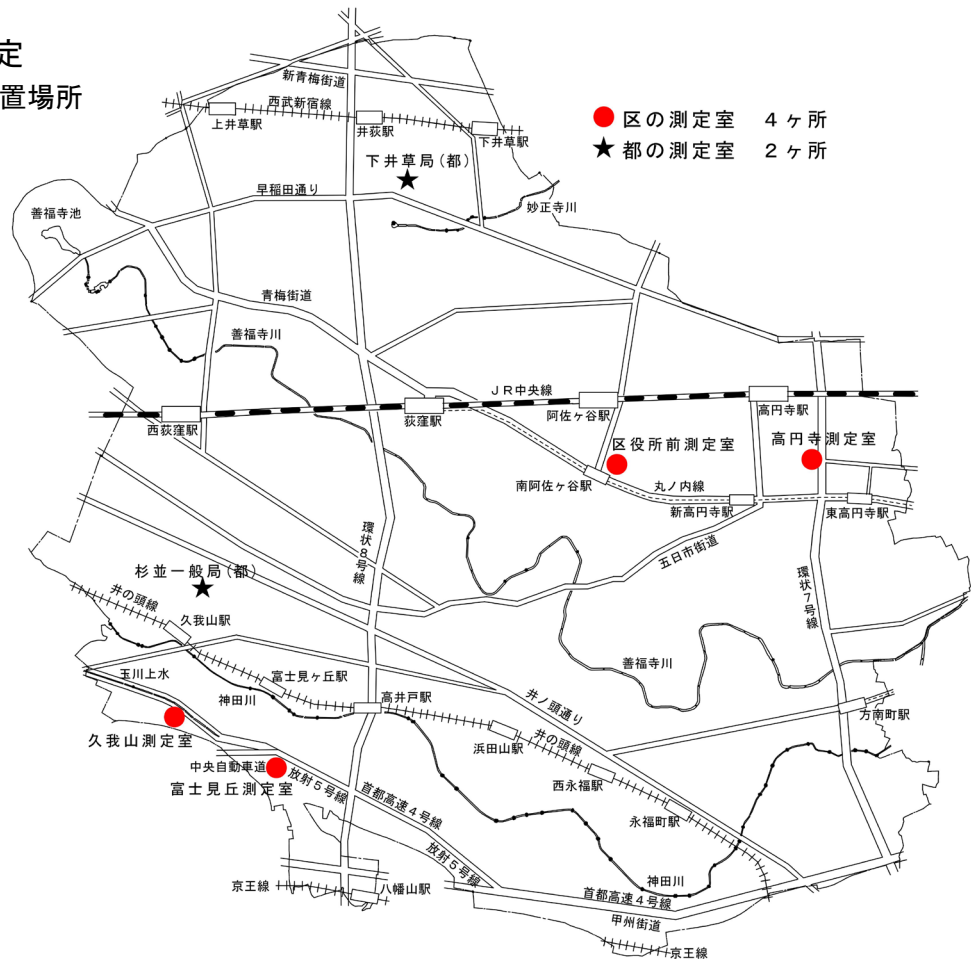 定
置場所
区の測定室　４ヶ所
都の測定室　２ヶ所
新青梅街道
西武新宿線
上井草駅
井荻駅
下井草駅
下井草局(都)
早稲田通り
妙正寺川
善福寺池
青梅街道
善福寺川
ＪＲ中央線
西荻窪駅
荻窪駅
阿佐ヶ谷駅
高円寺駅
区役所前測定室
高円寺測定室
南阿佐ヶ谷駅
丸ノ内線
新高円寺駅
東高円寺駅
環状８号線
五日市街道
環状７号線
杉並一般局(都)
井の頭線
久我山駅
善福寺川
玉川上水
富士見ヶ丘駅
神田川
高井戸駅
井ノ頭通り
方南町駅
久我山測定室
浜田山駅
井の頭線
中央自動車道
放射５号線
西永福駅
富士見丘測定室
首都高速４号線
永福町駅
放射５号線
京王線
八幡山駅
神田川
首都高速４号線
甲州街道
京王線